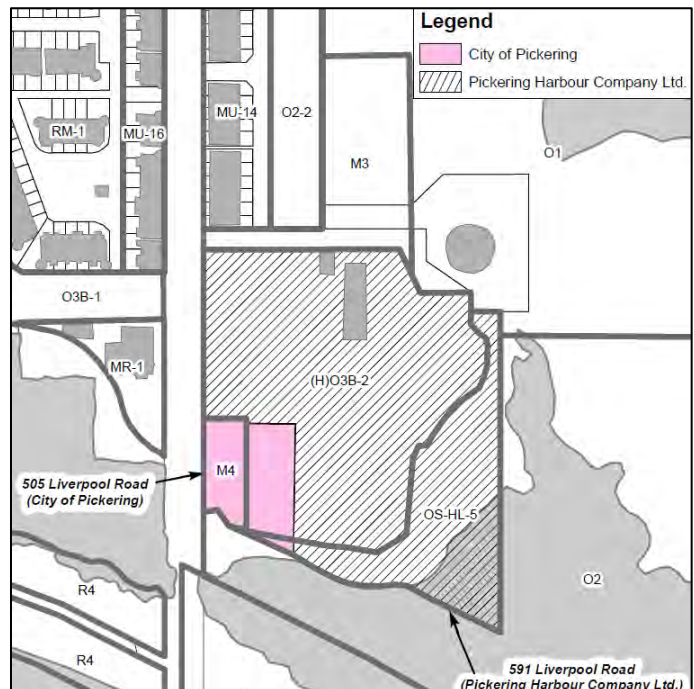 Legend
City of Pickering
Pickering Harbour Company Ltd.
RM-1
MU-16
MU-14
O2-2
M3
O1
O3B-1
MR-1
(H)O3B-2
M4
505 Liverpool Road
(City of Pickering)
OS-HL-5
O2
R4
R4
591 Liverpool Road
(Pickering Harbour Company Ltd.)